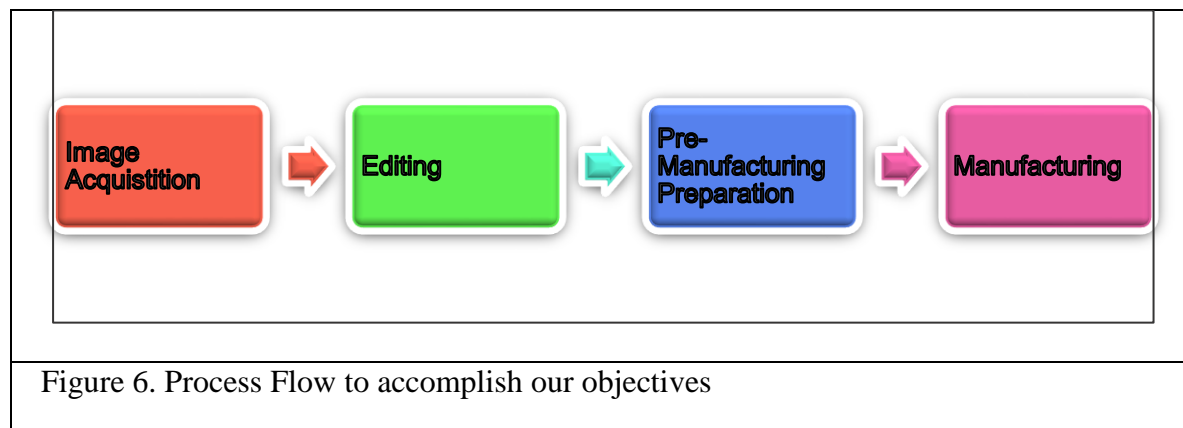 Image
Acquistition
Editing
Pre-
Manufacturing
Preparation
Manufacturing
Figure 6. Process Flow to accomplish our objectives